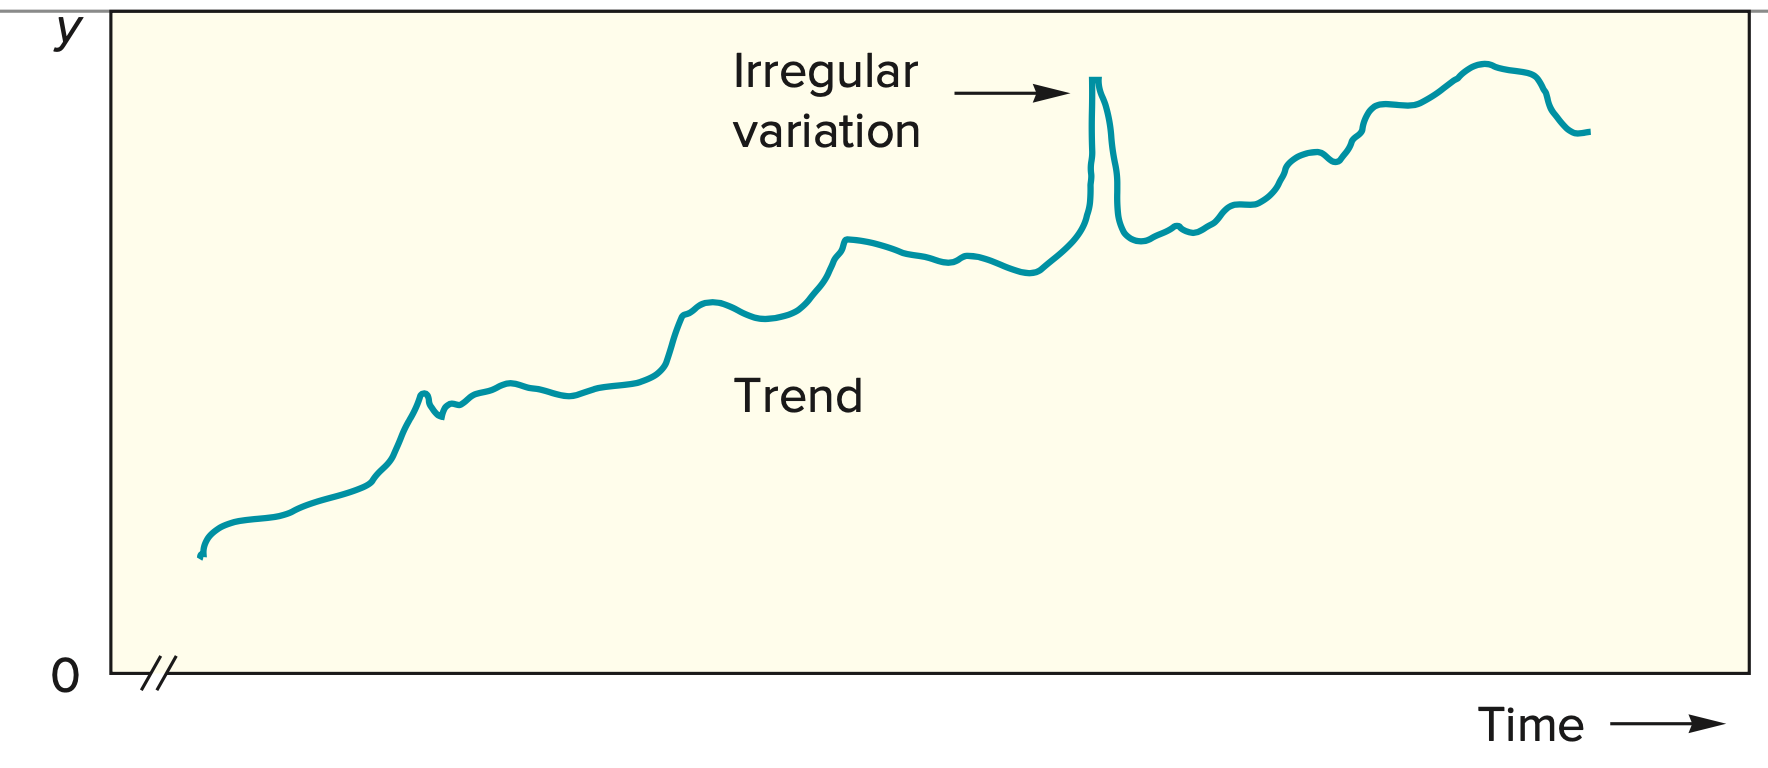 y
Irregular
variation
Trend
0
Time